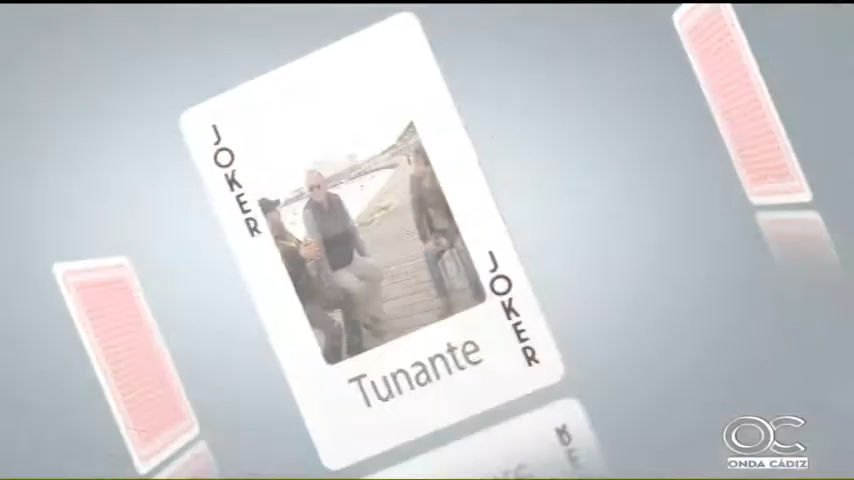 JOKER
JOKER
Tunante
OC
ONDA CÁDIZ